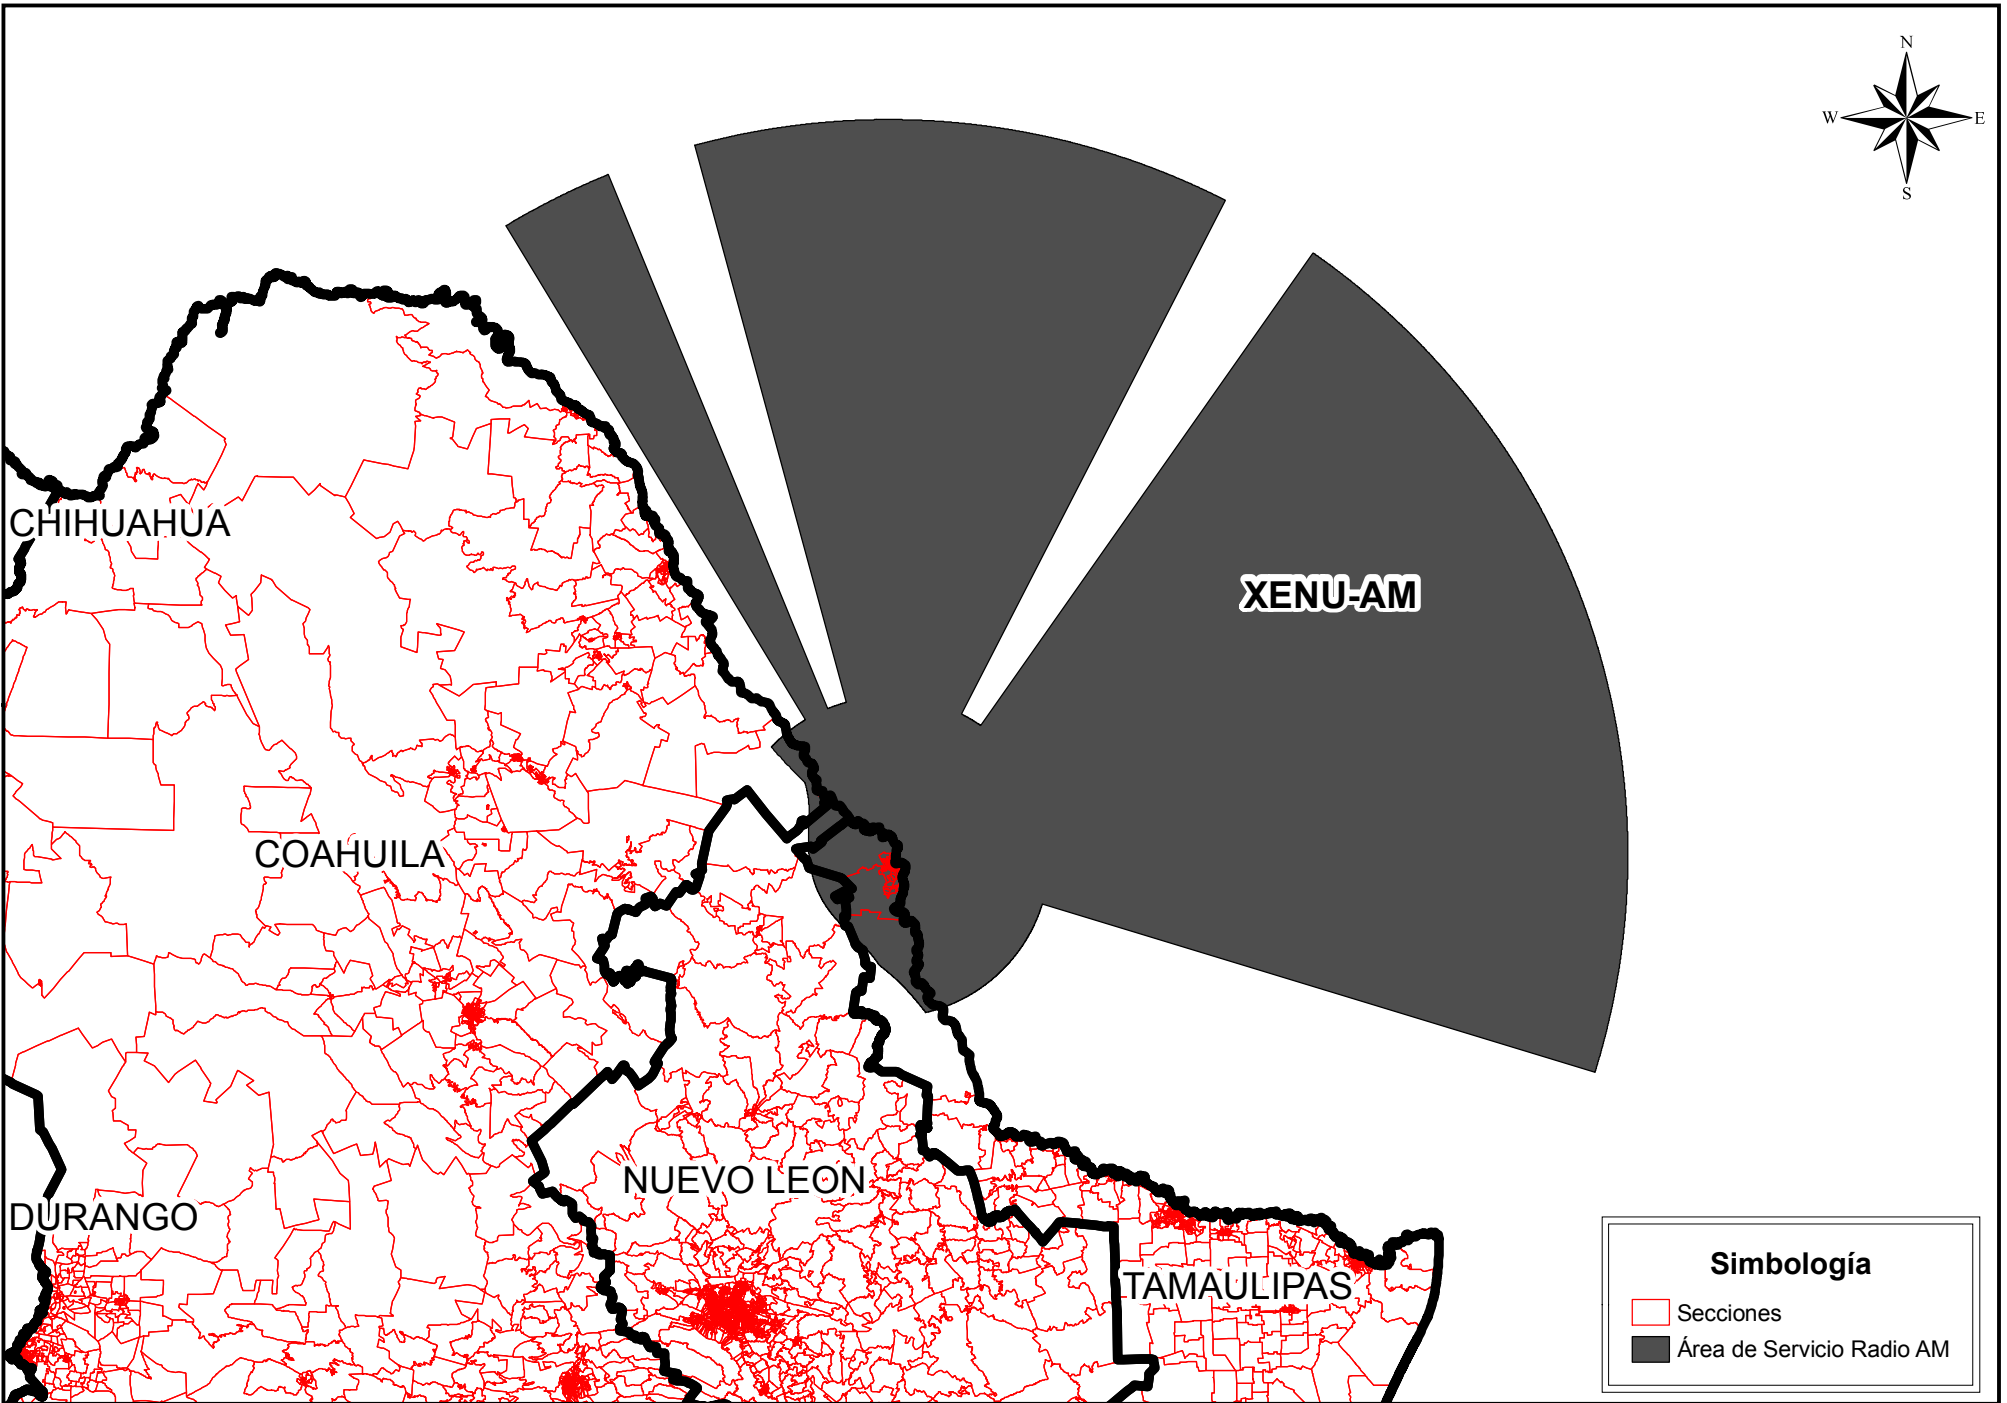 N
W E
S
CHIHUAHUA
XENU-AM
COAHUILA
NUEVO LEON
DURANGO
TAMAULIPAS
Simbología
Secciones
Área de Servicio Radio AM